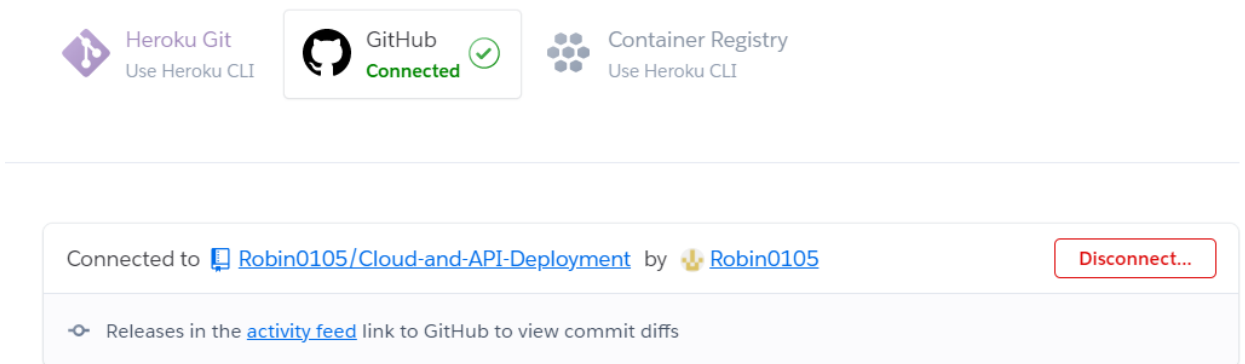 Heroku Git
Use Heroku CLI
GitHub
Connected
Container Registry
Use Heroku CLI
Connected to Robin0105/Cloud-and-API-Deployment by Robin0105
Disconnect...
Releases in the activity feed link to GitHub to view commit diffs